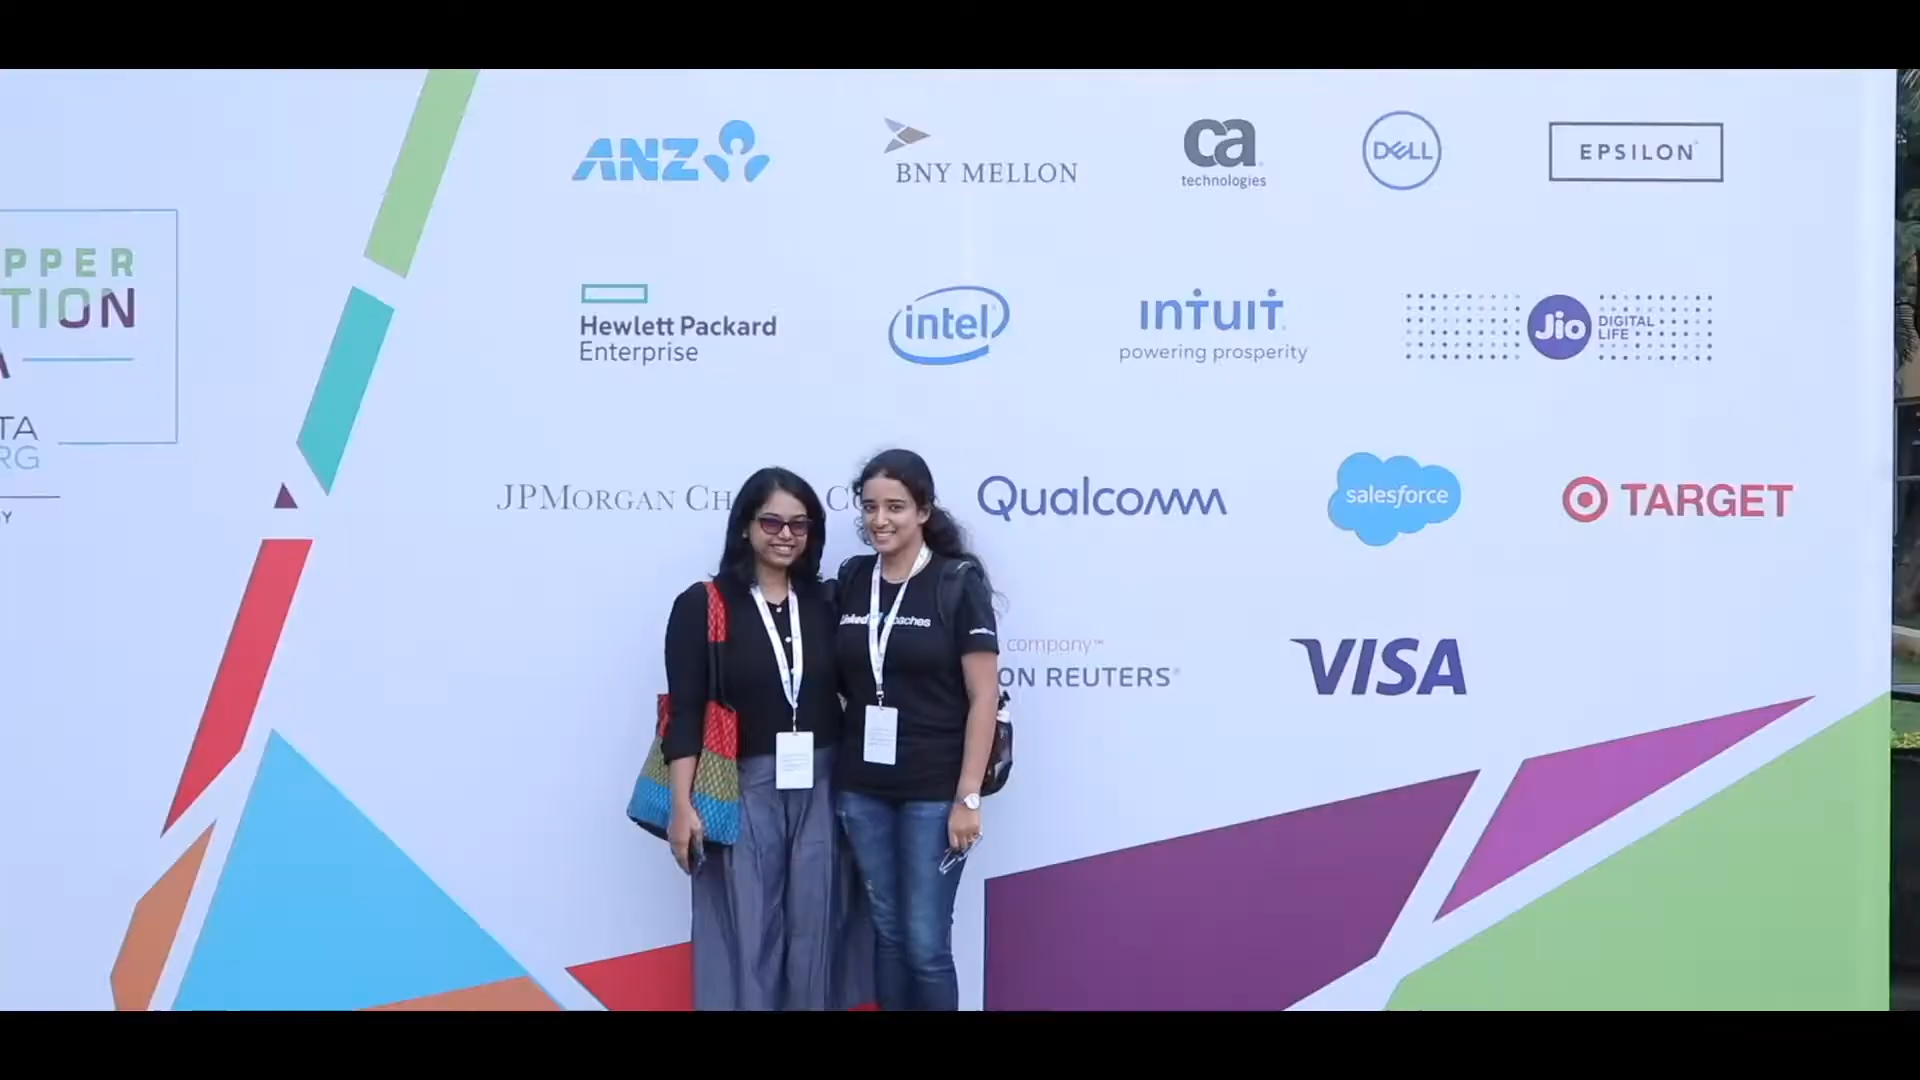 PPER
TION
TA
RG
Y
ANZ
BNY MELLON
ca
technologies
DELL
EPSILON
Hewlett Packard
Enterprise
intel
INTUIT
powering prosperity
Jio DIGITAL
LIFE
JPMORGAN CH
Qualcomm
salesforce
TARGET
company™
ON REUTERS®
VISA